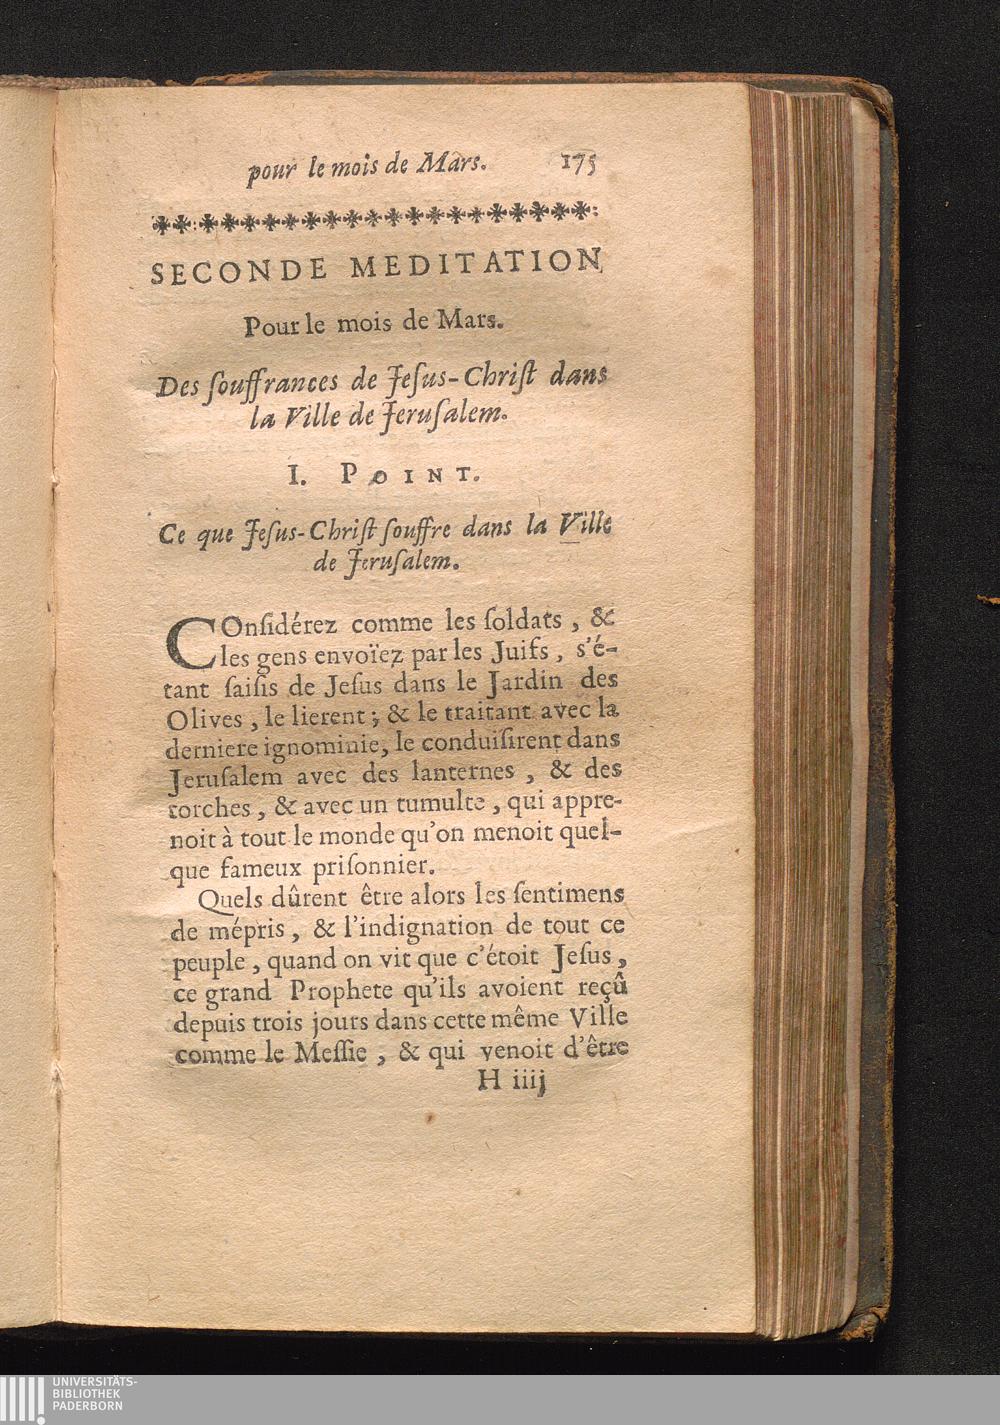 pour le mois de Mars. 175
SECONDE MEDITATION
Pour le mois de Mars.
Des ſouffrances de Jeſus-Chriſt dans
la Ville de Jeruſalem.
I. POINT.
Ce que Jeſus-Chriſt ſouffre dans la Ville
de Jeruſalem.
COnſidérez comme les ſoldats, &
les gens envoïez par les Juifs, s'é-
tant ſaiſis de Jeſus dans le Jardin des
Olives, le lierent; & le traitant avec la
derniere ignominie, le conduiſirent dans
Jeruſalem avec des lanternes, & des
torches, & avec un tumulte, qui appre-
noit à tout le monde qu'on menoit quel-
que fameux priſonnier.
Quels dûrent être alors les ſentimens
de mépris, & l'indignation de tout ce
peuple, quand on vit que c'étoit Jeſus,
ce grand Prophete qu'ils avoient reçû
depuis trois jours dans cette même Ville
comme le Meſſie, & qui venoit d'être
H iiij
UNIVERSITÄTS-
BIBLIOTHEK
PADERBORN